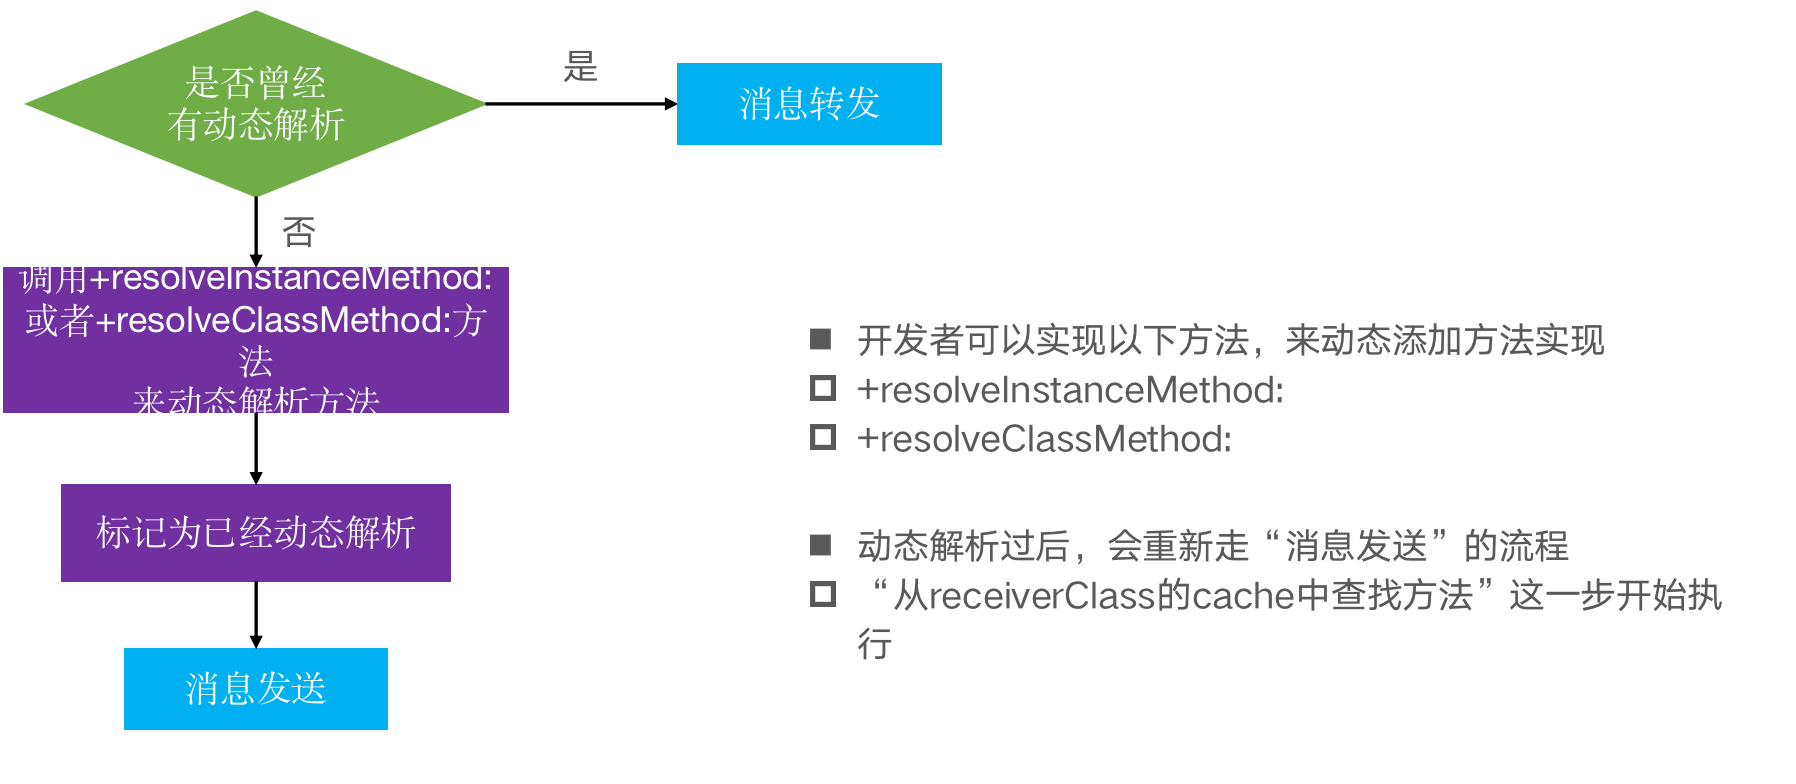 是否曾经
有动态解析
是
消息转发
否
调用+resolveInstanceMethod:
或者+resolveClassMethod:方
法
来动态解析方法
标记为已经动态解析
消息发送
开发者可以实现以下方法，来动态添加方法实现
+resolveInstanceMethod:
+resolveClassMethod:
动态解析过后，会重新走“消息发送”的流程
“从receiverClass的cache中查找方法”这一步开始执
行